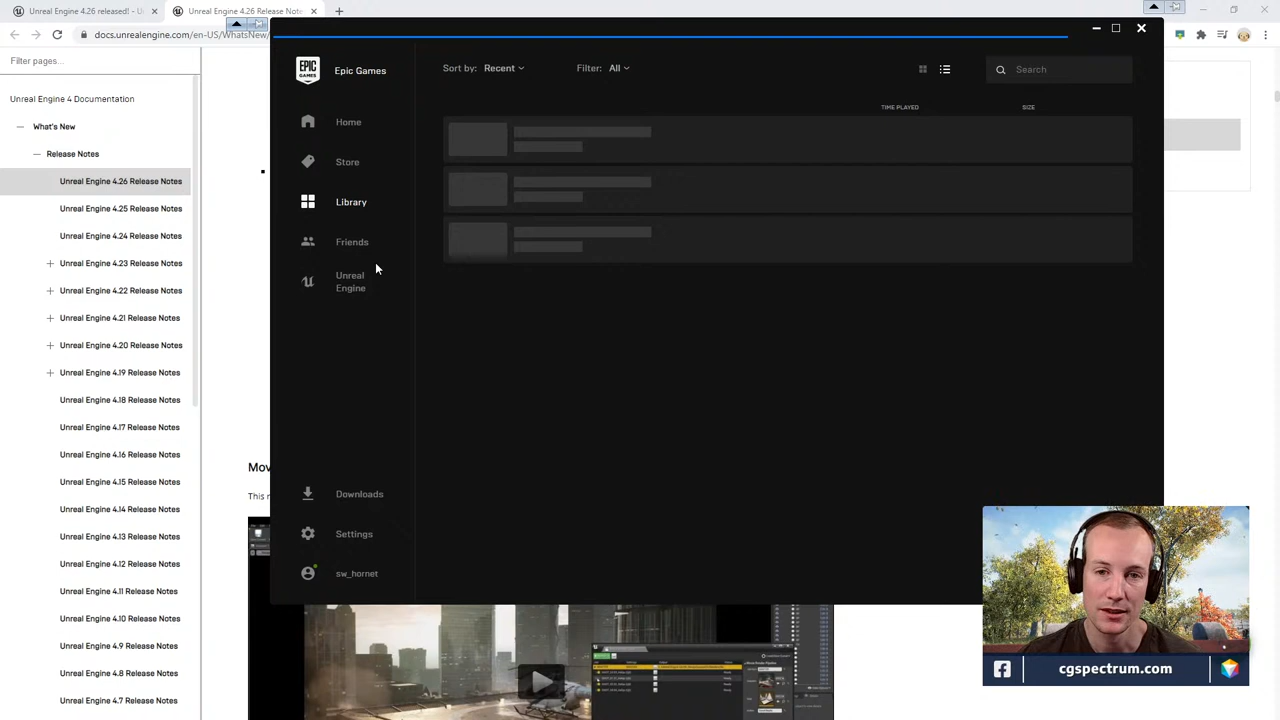 Unreal Engine 4.26 released! - U
Unreal Engine 4.26 Release Note
docs.unrealengine.com/en-US/WhatsNew/
Filter pages...
Unreal Engine 4 Documentation
What's New
Release Notes
Unreal Engine 4.26 Release Notes
Unreal Engine 4.25 Release Notes
Unreal Engine 4.24 Release Notes
Unreal Engine 4.23 Release Notes
Unreal Engine 4.22 Release Notes
Unreal Engine 4.21 Release Notes
Unreal Engine 4.20 Release Notes
Unreal Engine 4.19 Release Notes
Unreal Engine 4.18 Release Notes
Unreal Engine 4.17 Release Notes
Unreal Engine 4.16 Release Notes
Unreal Engine 4.15 Release Notes
Unreal Engine 4.14 Release Notes
Unreal Engine 4.13 Release Notes
Unreal Engine 4.12 Release Notes
Unreal Engine 4.11 Release Notes
Unreal Engine 4.10 Release Notes
Unreal Engine 4.9 Release Notes
Unreal Engine 4.8 Release Notes
Unreal Engine 4.7 Release Notes
Mov
This r
EPIC GAMES
Epic Games
Home
Store
Library
Friends
Unreal
Engine
Downloads
Settings
sw_hornet
Sort by: Recent
Filter: All
Search
TIME PLAYED
SIZE
cgspectrum.com